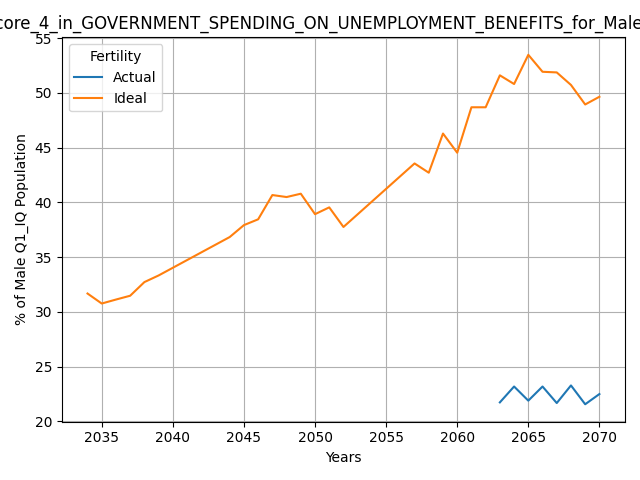 core_4_in_GOVERNMENT_SPENDING_ON_UNEMPLOYMENT_BENEFITS_for_Male
Fertility
Actual
Ideal
% of Male Q1_IQ Population
55
50
45
40
35
30
25
20
2035 2040 2045 2050 2055 2060 2065 2070
Years